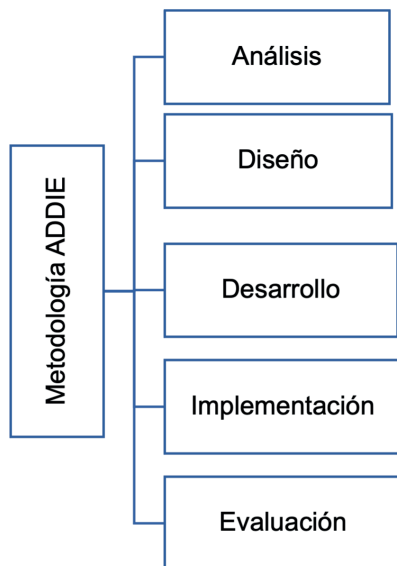 Metodología ADDIE
Análisis
Diseño
Desarrollo
Implementación
Evaluación